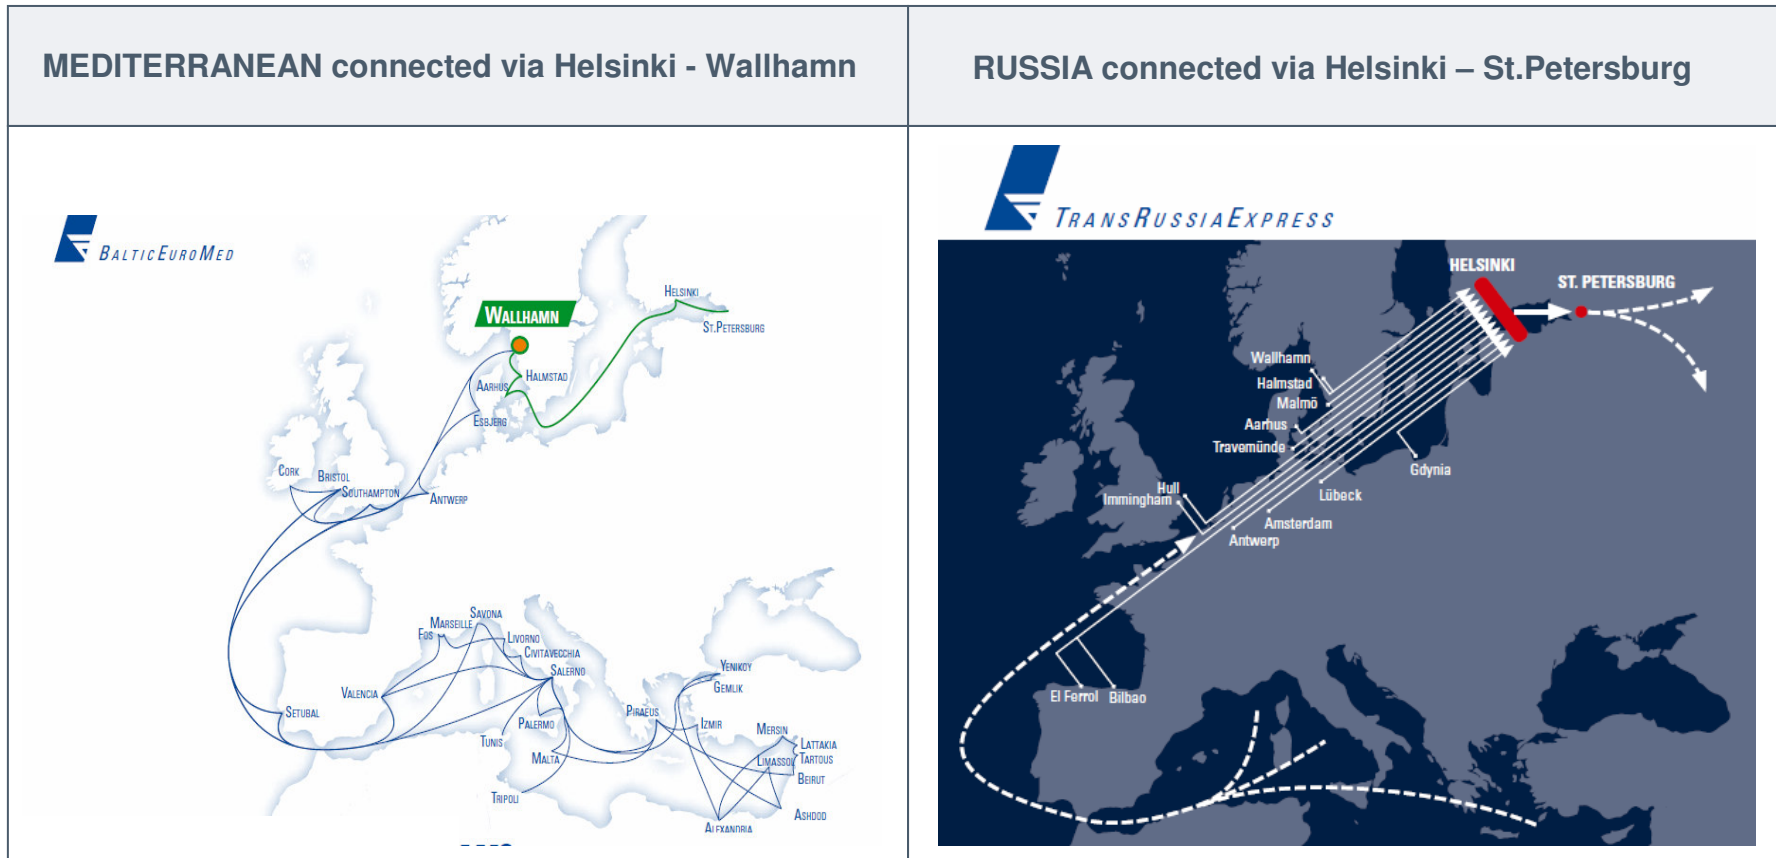 MEDITERRANEAN connected via Helsinki - Wallhamn
RUSSIA connected via Helsinki – St.Petersburg
BALTICEUROMED
WALLHAMN
HELSINKI
ST.PETERSBURG
HALMSTAD
AARHUS
ESBJERG
CORK
BRISTOL
SOUTHAMPTON
ANTWERP
SAVONA
MARSEILLE
FOS
LIVORNO
CIVITAVECCHIA
SALERNO
YENIKOY
GEMLIK
VALENCIA
SETUBAL
PALERMO
PIRAEUS
IZMIR
MERSIN
TUNIS
LATTAKIA
MALTA
LIMASSOL
TARTOUS
BEIRUT
TRIPOLI
ASHDOD
ALEXANDRIA
TRANSRUSSIAEXPRESS
HELSINKI
ST. PETERSBURG
Wallhamn
Halmstad
Malmö
Aarhus
Travemünde
Gdynia
Hull
Immingham
Lübeck
Amsterdam
Antwerp
El Ferrol
Bilbao